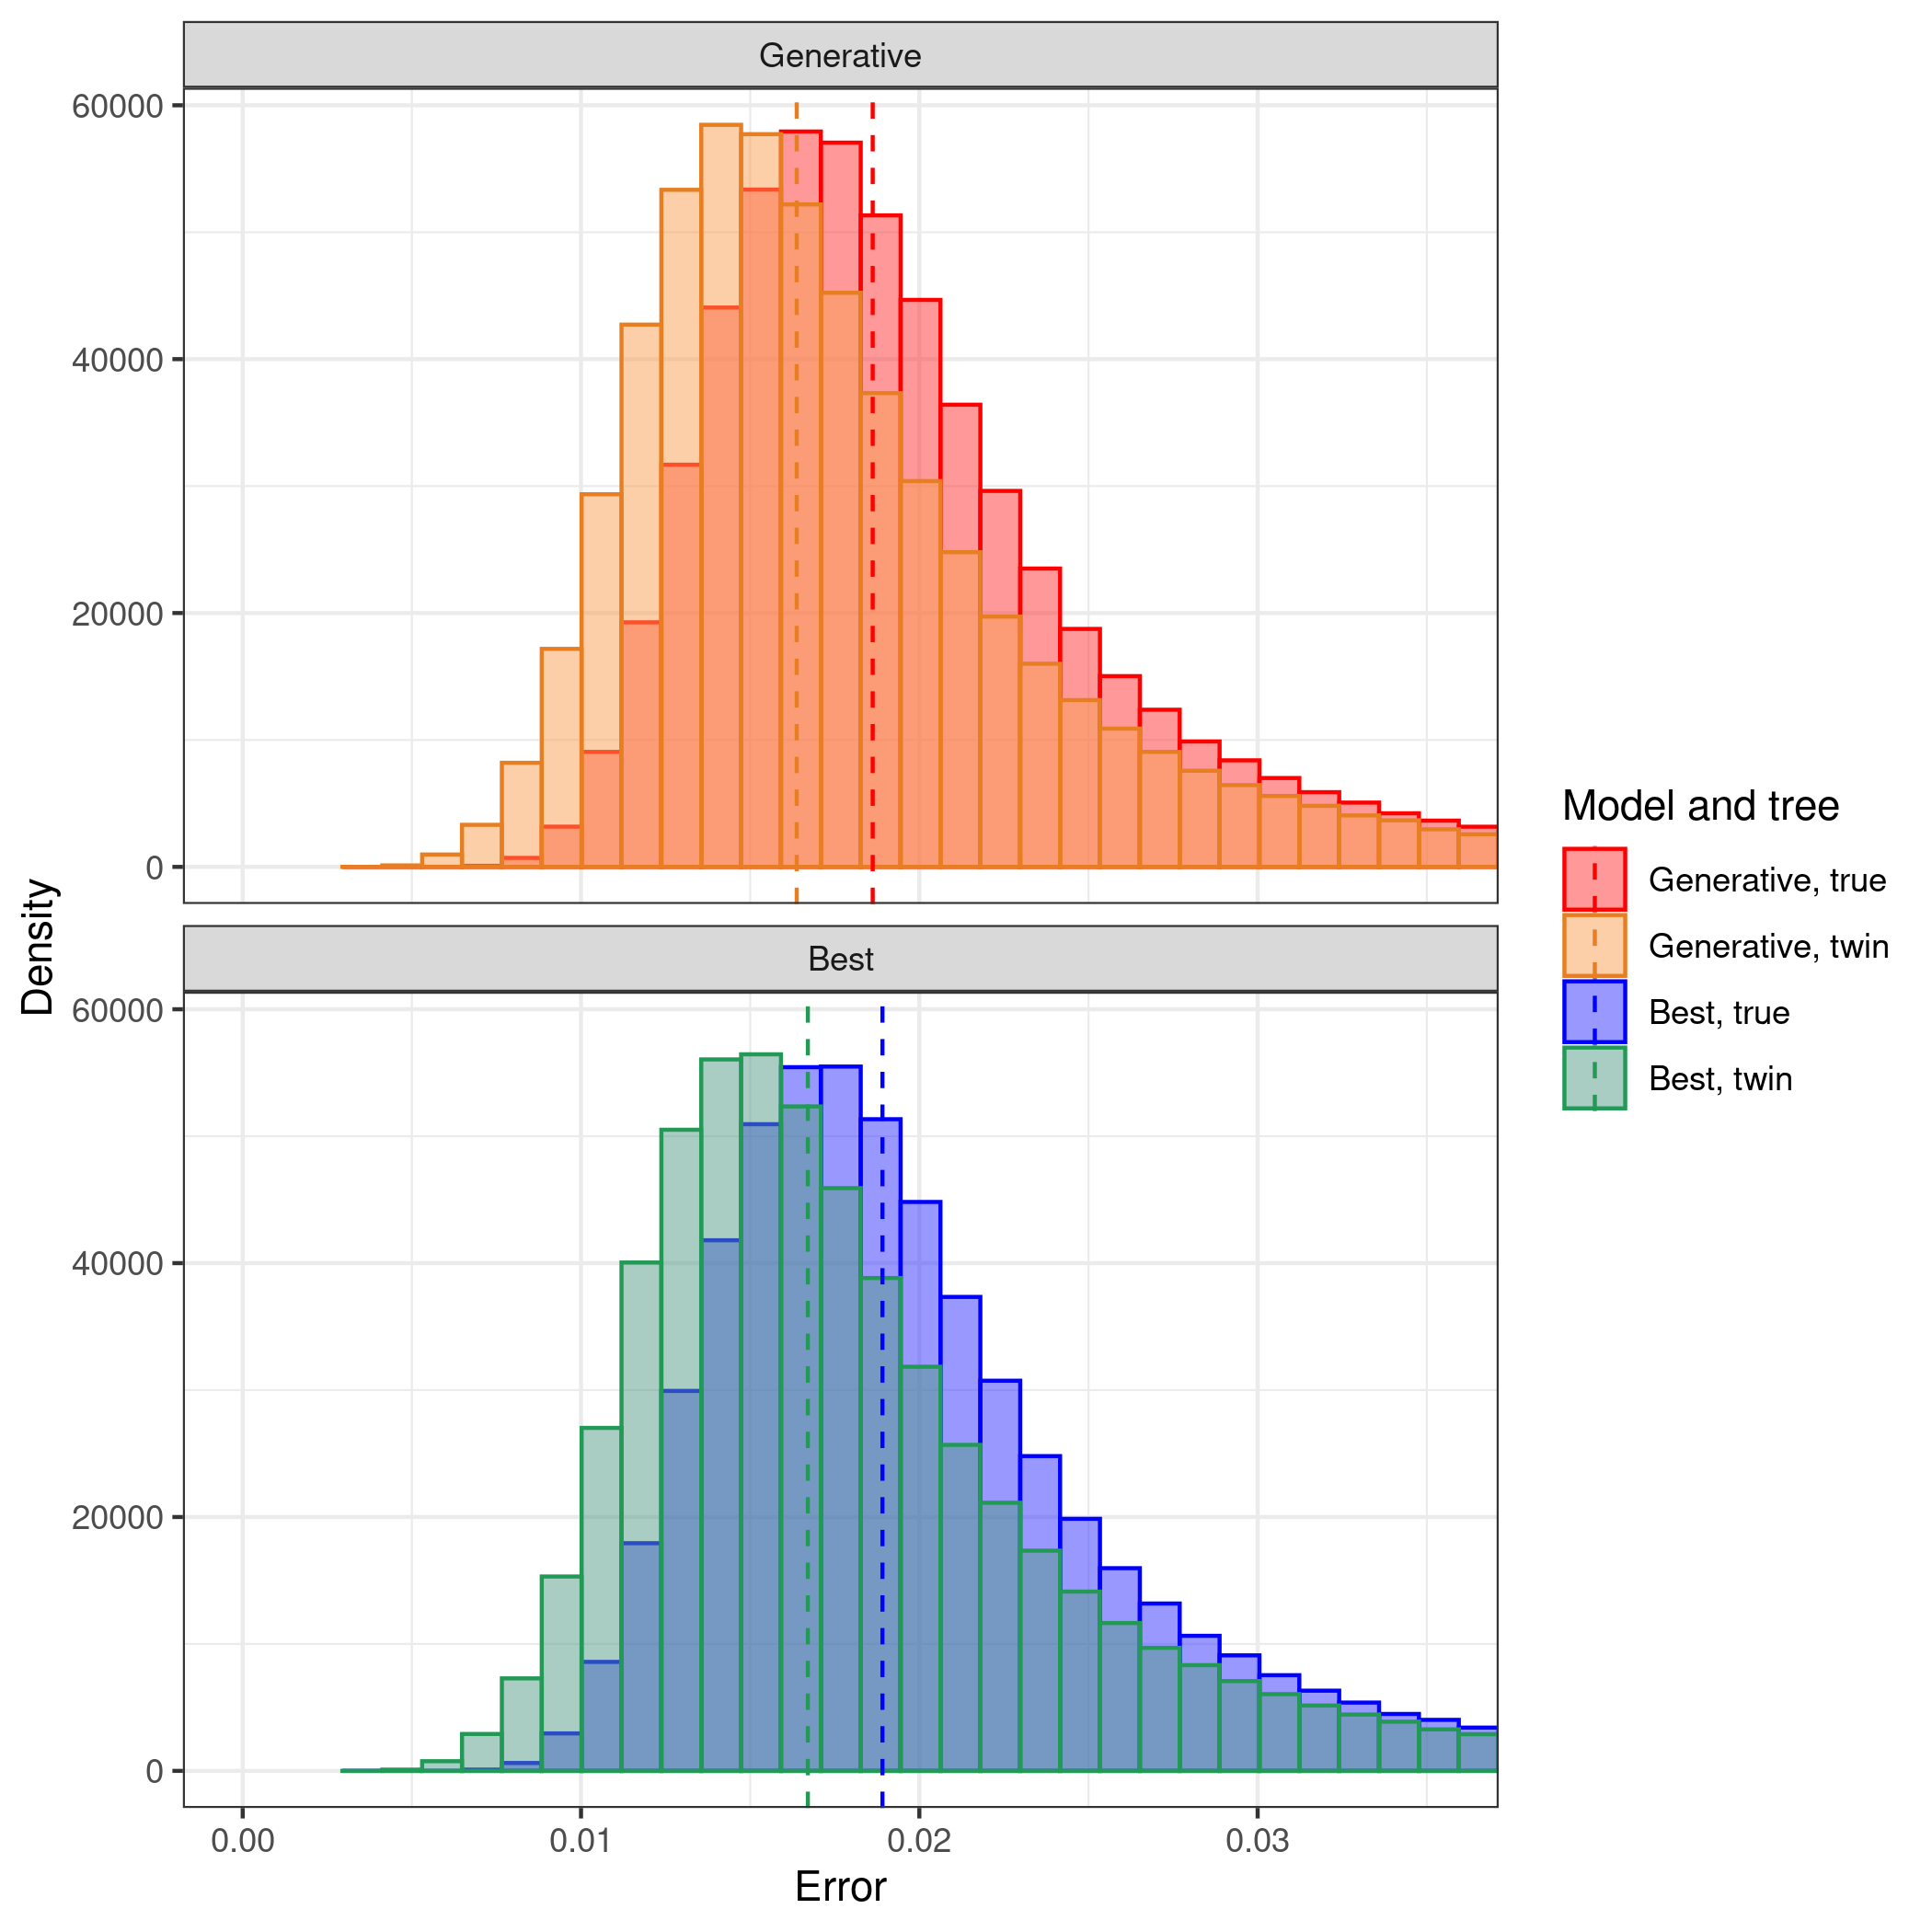 Generative
60000
40000
20000
0
Density
Best
60000
40000
20000
0
0.00
0.01
0.02
0.03
Error
Model and tree
Generative, true
Generative, twin
Best, true
Best, twin